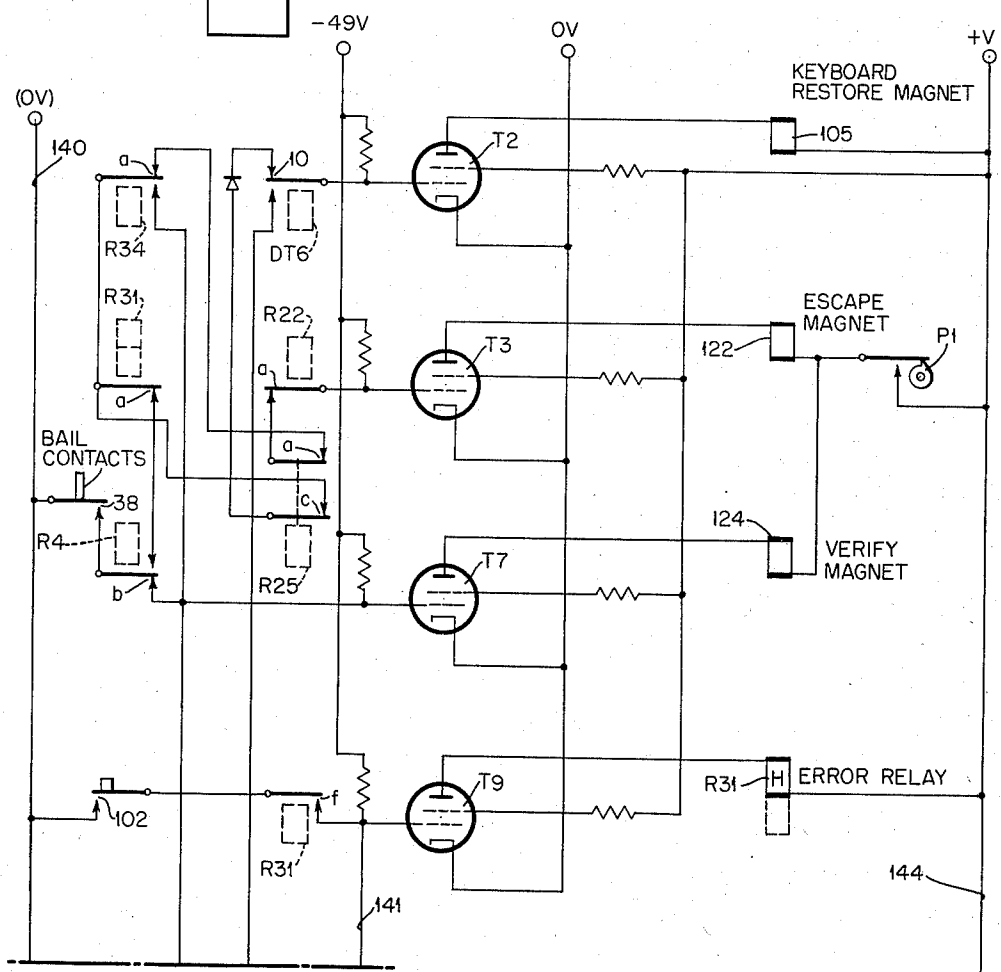 -49V
0V
+V
(0V)
KEYBOARD
RESTORE MAGNET
140
a
10
T2
105
R34
DT6
R31
R22
ESCAPE
MAGNET
P1
T3
122
a
a
BAIL
CONTACTS
a
38
c
R4
124
T7
VERIFY
MAGNET
b
R25
T9
R31
H
ERROR RELAY
f
102
R31
144
141